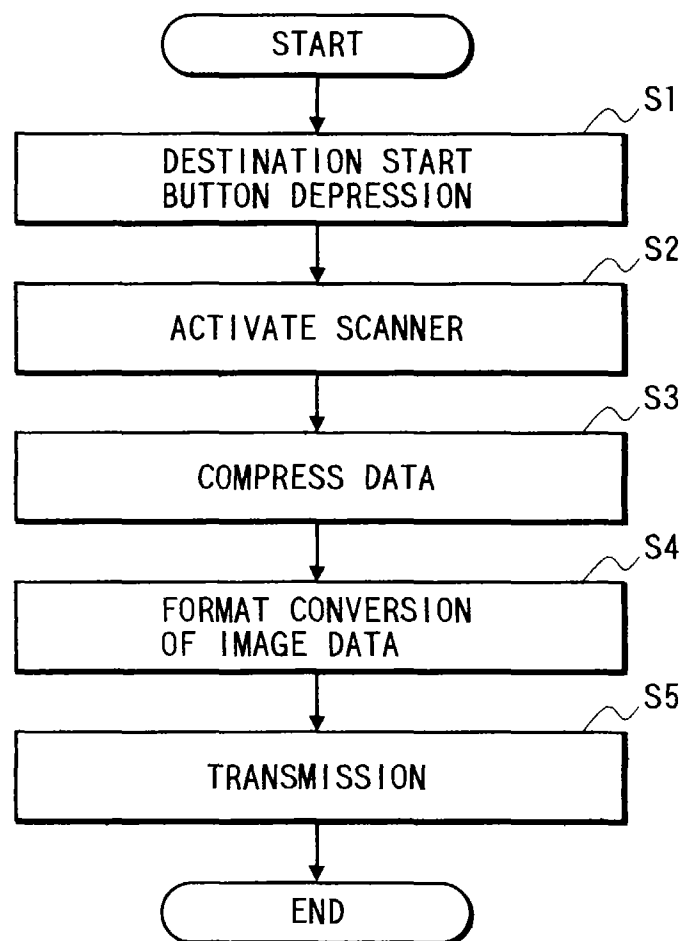 START
S1
DESTINATION START
BUTTON DEPRESSION
S2
ACTIVATE SCANNER
S3
COMPRESS DATA
S4
FORMAT CONVERSION
OF IMAGE DATA
S5
TRANSMISSION
END